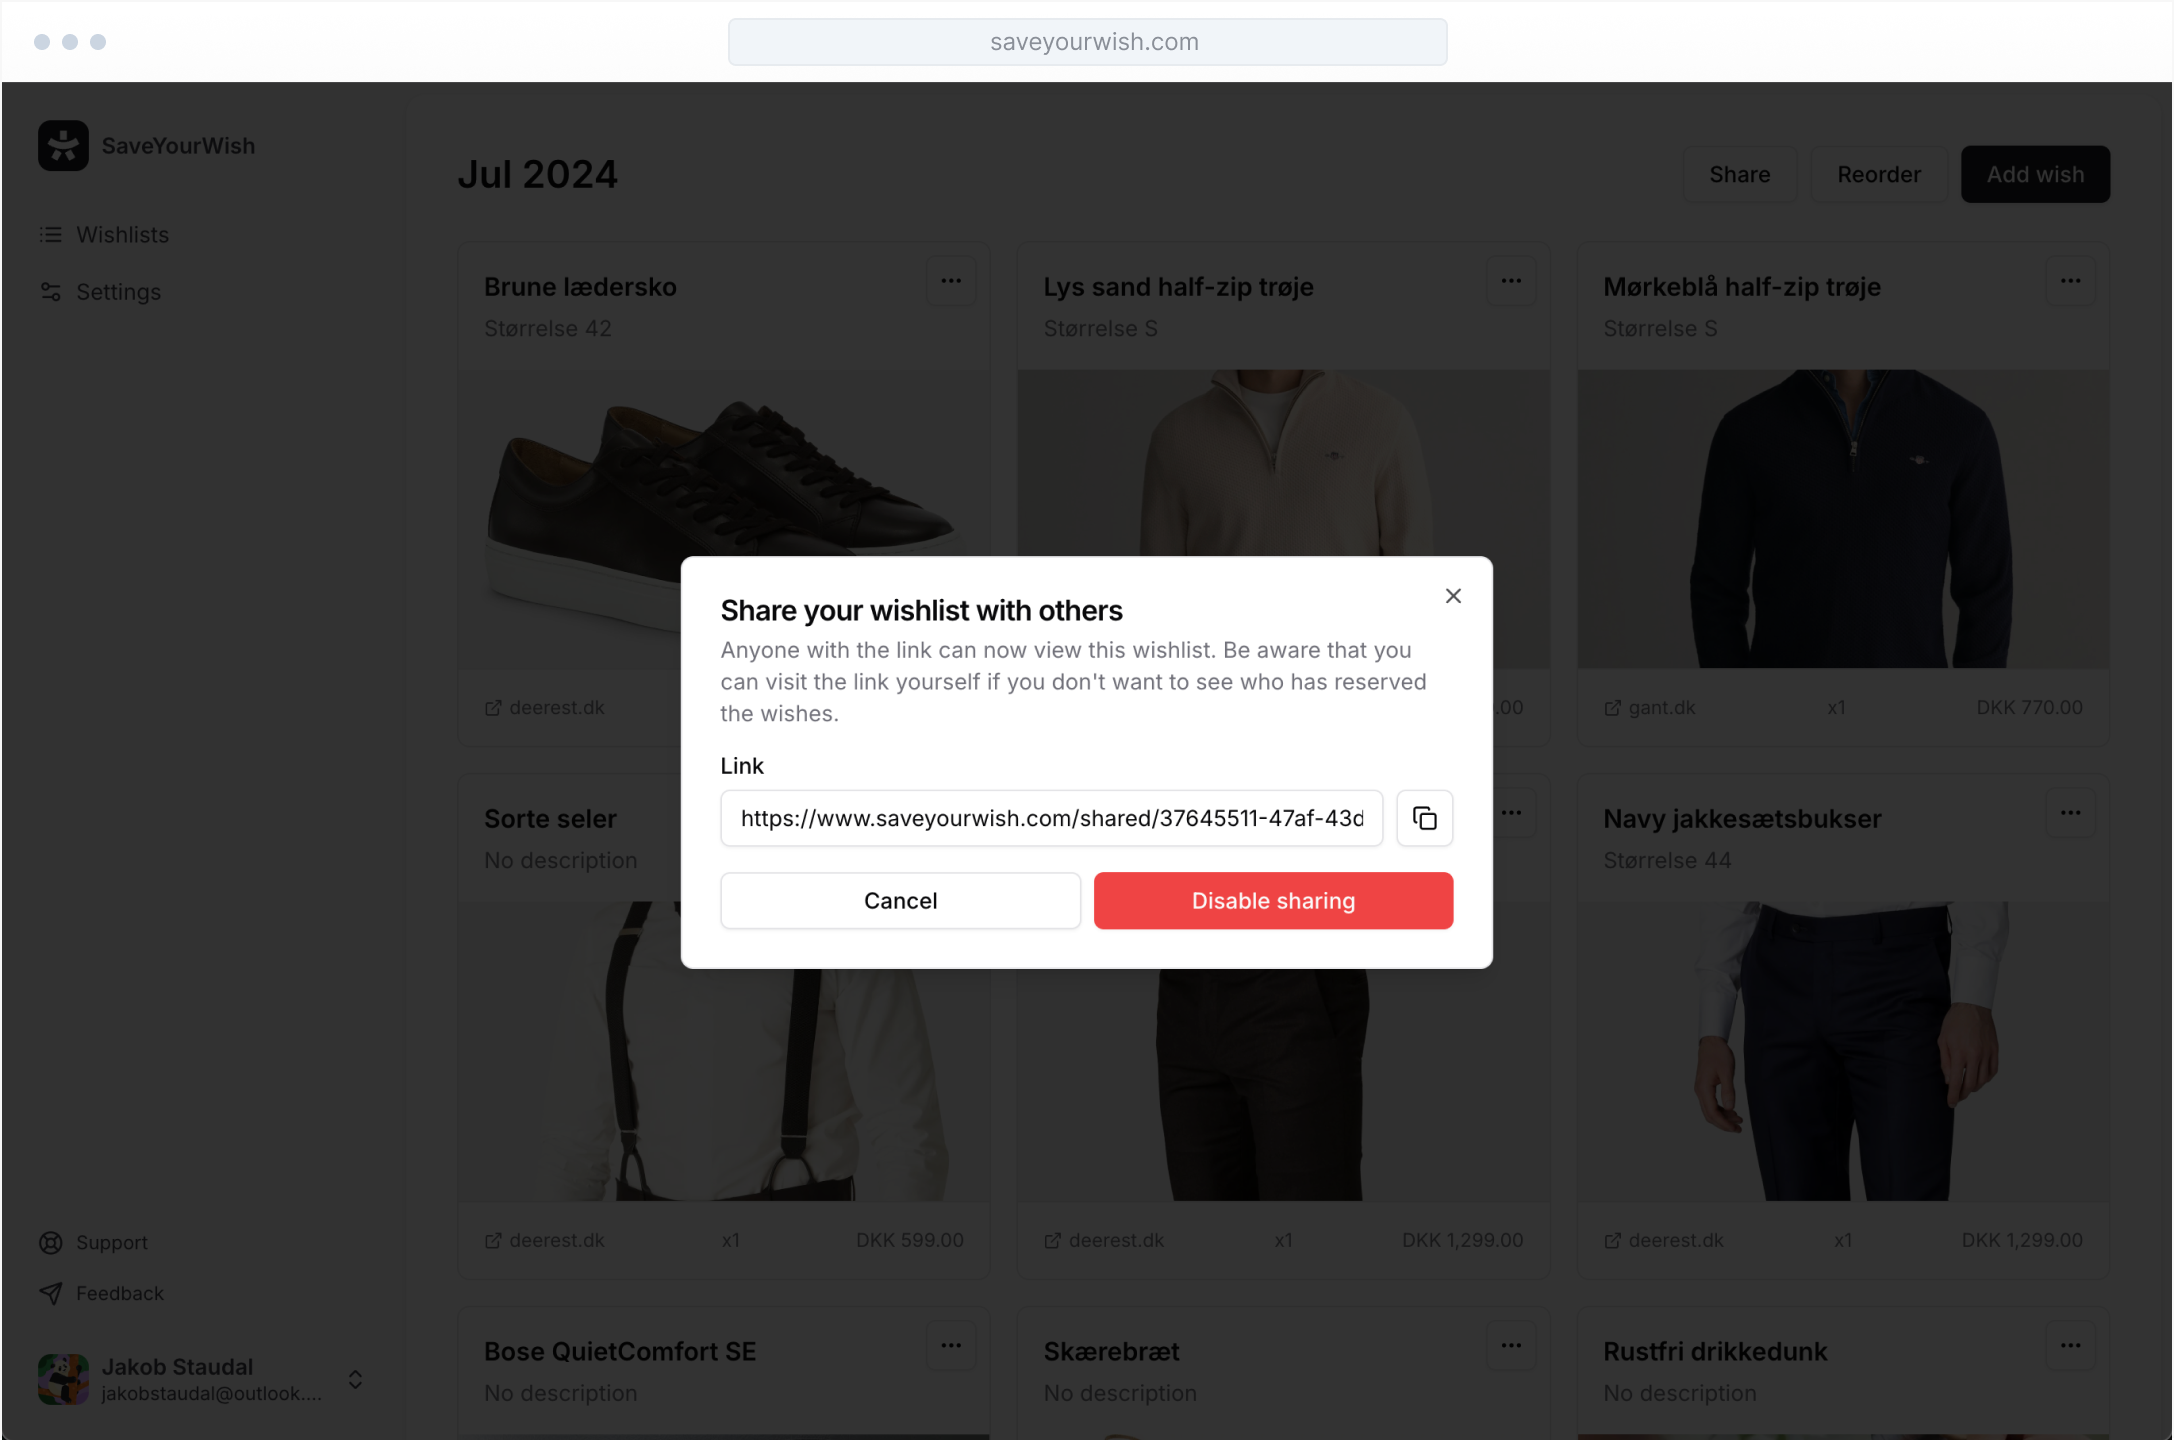 saveyourwish.com
SaveYourWish
Wishlists
Settings
Jul 2024
Share
Reorder
Add wish
Brune lædersko
Størrelse 42
deerest.dk
Lys sand half-zip trøje
Størrelse S
.00
Mørkeblå half-zip trøje
Størrelse S
gant.dk x1 DKK 770.00
Share your wishlist with others
Anyone with the link can now view this wishlist. Be aware that you
can visit the link yourself if you don't want to see who has reserved
the wishes.
Link
https://www.saveyourwish.com/shared/37645511-47af-43d
Cancel
Disable sharing
Sorte seler
No description
deerest.dk x1 DKK 599.00
deerest.dk x1 DKK 1,299.00
Navy jakkesætsbukser
Størrelse 44
deerest.dk x1 DKK 1,299.00
Bose QuietComfort SE
No description
Skærebræt
No description
Rustfri drikkedunk
No description
Support
Feedback
Jakob Staudal
jakobstaudal@outlook....